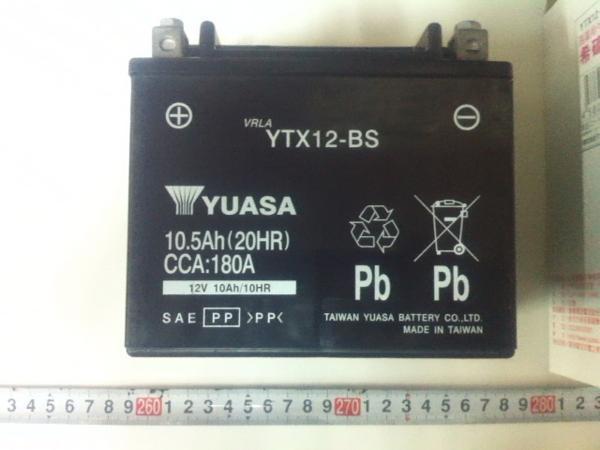 YTX12-
VRLA
YTX12-BS
YUASA
10.5Ah(20HR)
CCA:180A
12V 10Ah/10HR
SAE PP >PP<
Pb Pb
TAIWAN YUASA BATTERY CO.,LTD.
MADE IN TAIWAN
3 4 5 6 7 8 9 260 1 2 3 4 5 6 7 8 9 270 1 2 3 4 5 6 7 8 9 280 1 2 3